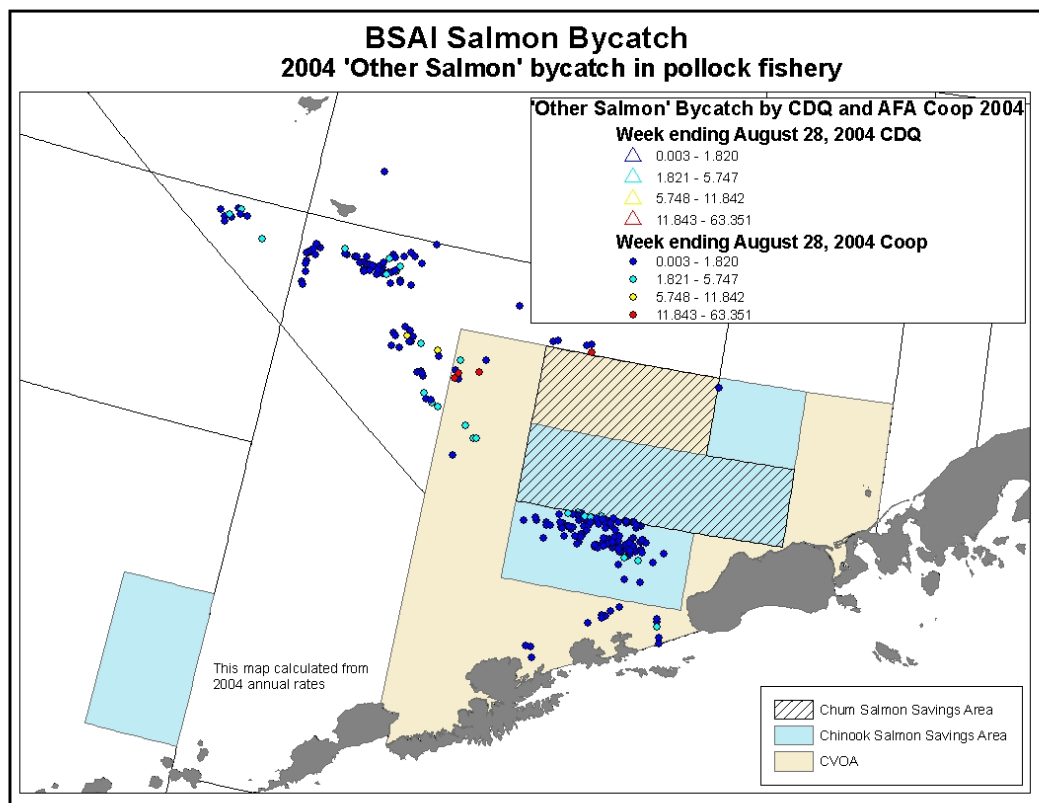 BSAI Salmon Bycatch
2004 'Other Salmon' bycatch in pollock fishery
'Other Salmon' Bycatch by CDQ and AFA Coop 2004
Week ending August 28, 2004 CDQ
0.003 - 1.820
1.821 - 5.747
5.748 - 11.842
11.843 - 63.351
Week ending August 28, 2004 Coop
0.003 - 1.820
1.821 - 5.747
5.748 - 11.842
11.843 - 63.351
This map calculated from
2004 annual rates
Chum Salmon Savings Area
Chinook Salmon Savings Area
CVOA